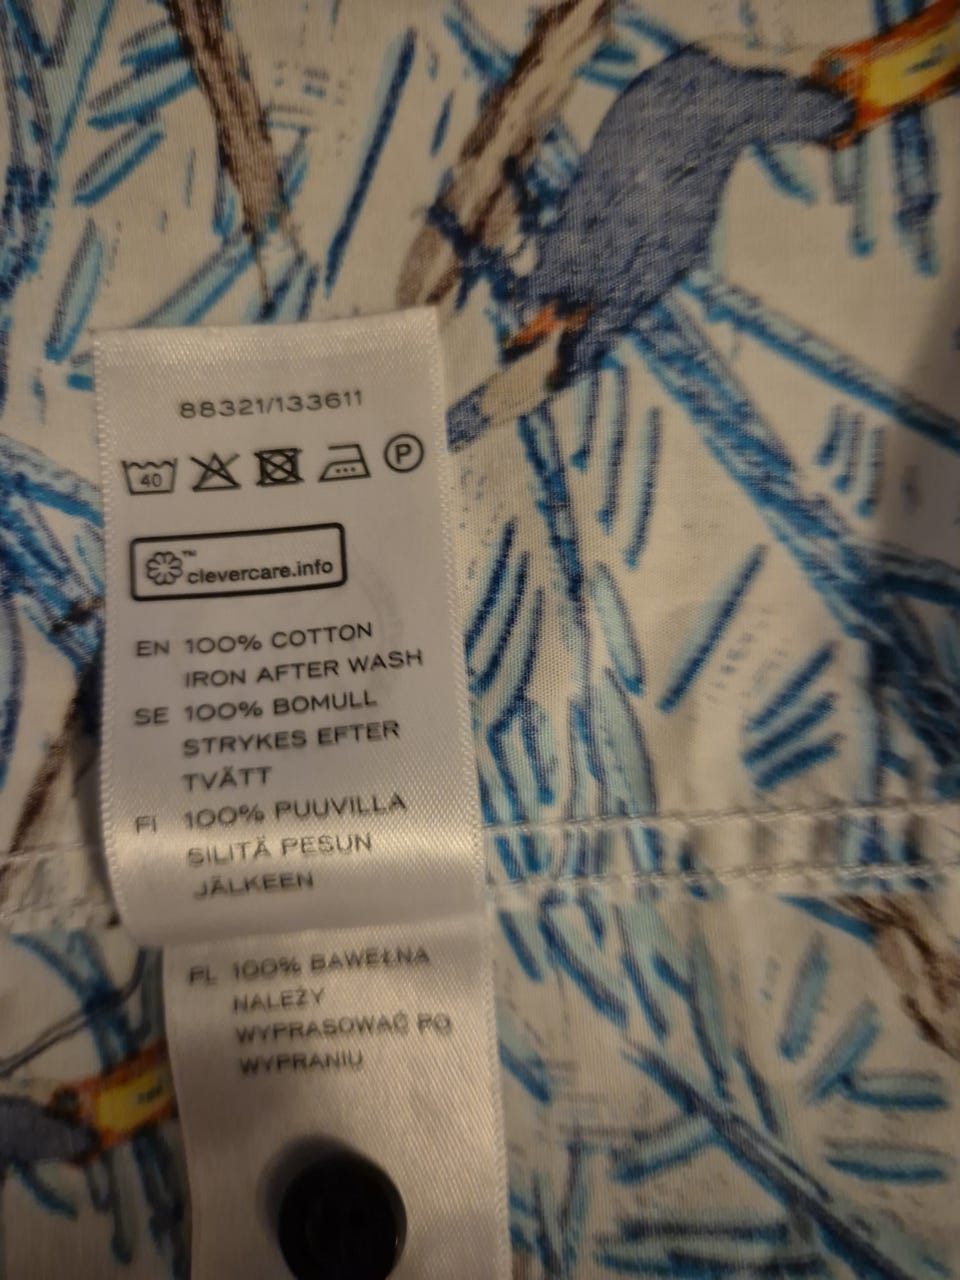 88321/133611
40 P
™
clevercare.info
EN 100% COTTON
IRON AFTER WASH
SE 100% BOMULL
STRYKES EFTER
TVÄTT
FI 100% PUUVILLA
SILITÄ PESUN
JÄLKEEN
PL 100% BAWEŁNA
NALEŻY
WYPRASOWAĆ PO
WYPRANIU